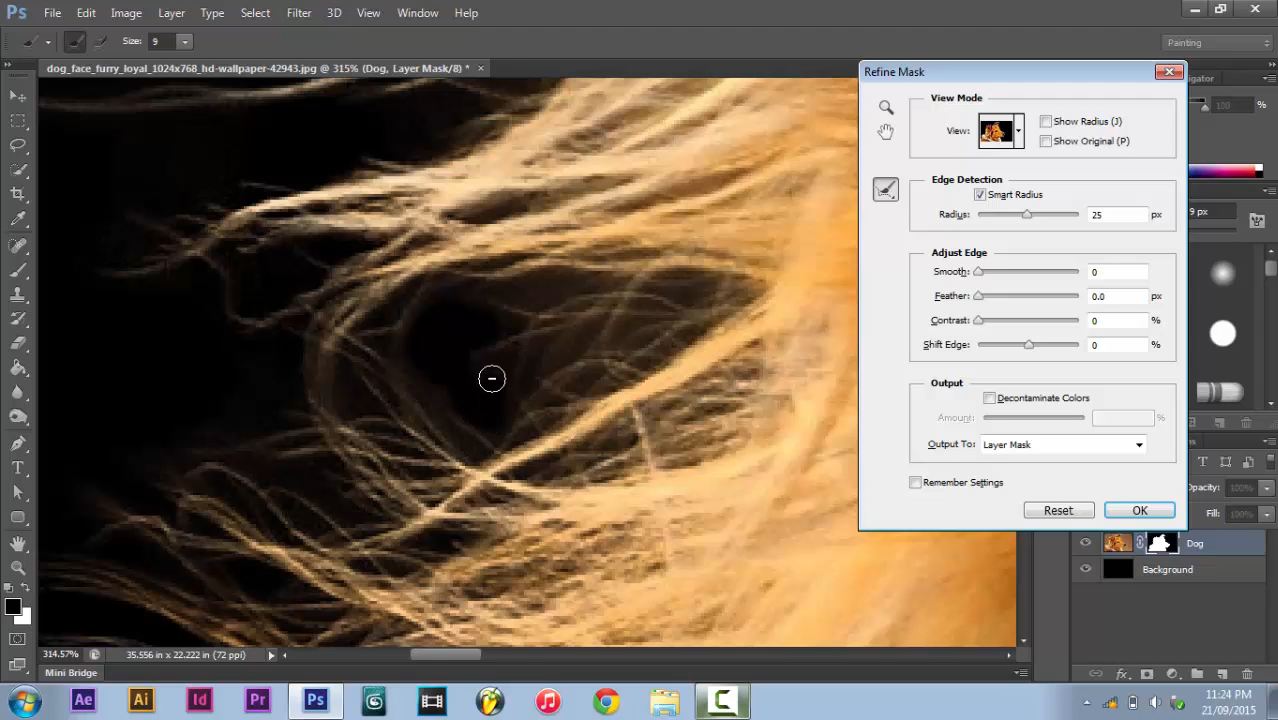 Ps File Edit Image Layer Type Select Filter 3D View Window Help
Size: 9 Painting
dog_face_furry_loyal_1024x768_hd-wallpaper-42943.jpg @ 315% (Dog, Layer Mask/8) * ×
Refine Mask
vigator
View Mode
100 %
View:
Show Radius (J)
Show Original (P)
Edge Detection
Smart Radius
Radius: 25 px
9 px
Adjust Edge
Smooth: 0
Feather: 0.0 px
Contrast: 0 %
Shift Edge: 0 %
Output
Decontaminate Colors
Amount: %
Output To: Layer Mask
Remember Settings
Opacity: 100%
Reset OK
Fill: 100%
Dog
Background
314.57% 35.556 in x 22.222 in (72 ppi)
Mini Bridge
fx
Ae Ai Id Pr Ps
11:24 PM
21/09/2015